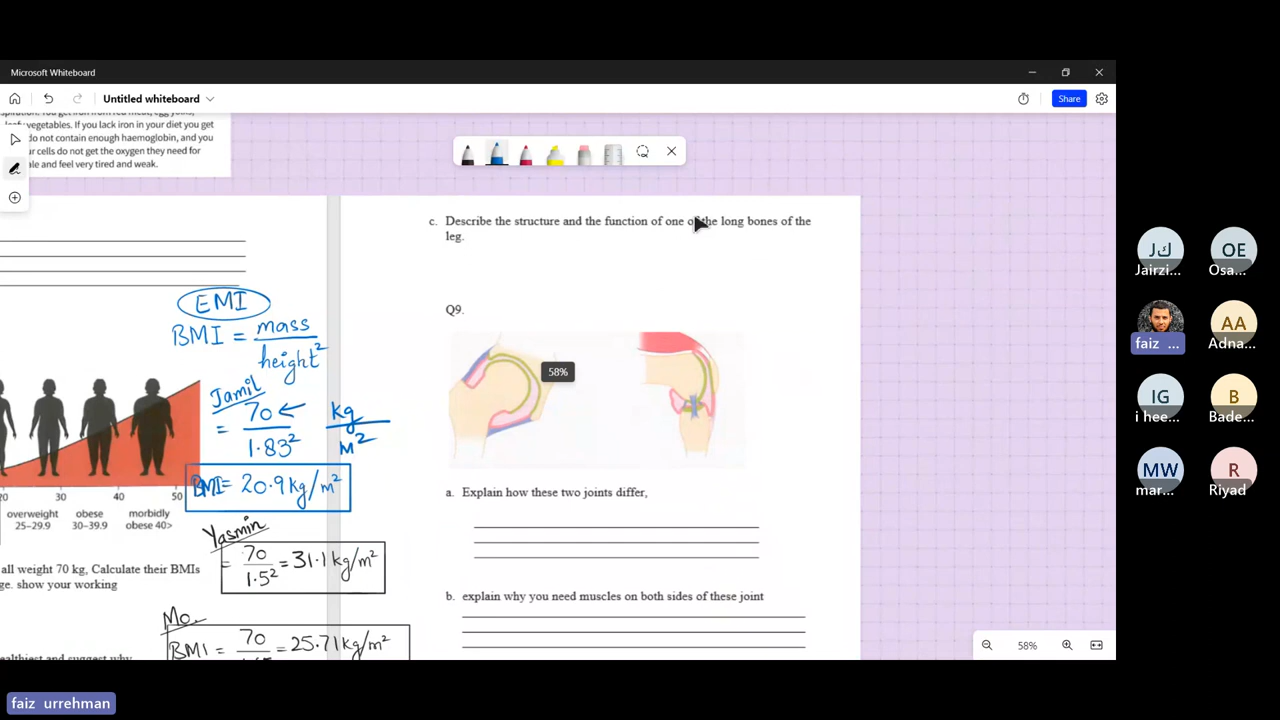 Microsoft Whiteboard
Untitled whiteboard
Share
vegetables. If you lack iron in your diet you get
do not contain enough haemoglobin, and you
ur cells do not get the oxygen they need for
ale and feel very tired and weak.
c. Describe the structure and the function of one of the long bones of the
leg.
Q9.
58%
a. Explain how these two joints differ,
b. explain why you need muscles on both sides of these joint
EMI
BMI = mass
height²
Jamil
= 70
1.83²
kg
m²
BMI = 20.9 kg/m²
20 30 40 50
overweight
25–29.9
obese
30–39.9
morbidly
obese 40>
Yasmin
= 70
1.5²
= 31.1 kg/m²
all weight 70 kg, Calculate their BMIs
ge. show your working
Mo.
BMI = 70
= 25.71 kg/m²
ealthiest and suggest why
58%
كJ
Jairzi...
OE
Osa...
faiz ...
AA
Adna...
IG
i hee...
B
Bade...
MW
mar...
R
Riyad
faiz urrehman